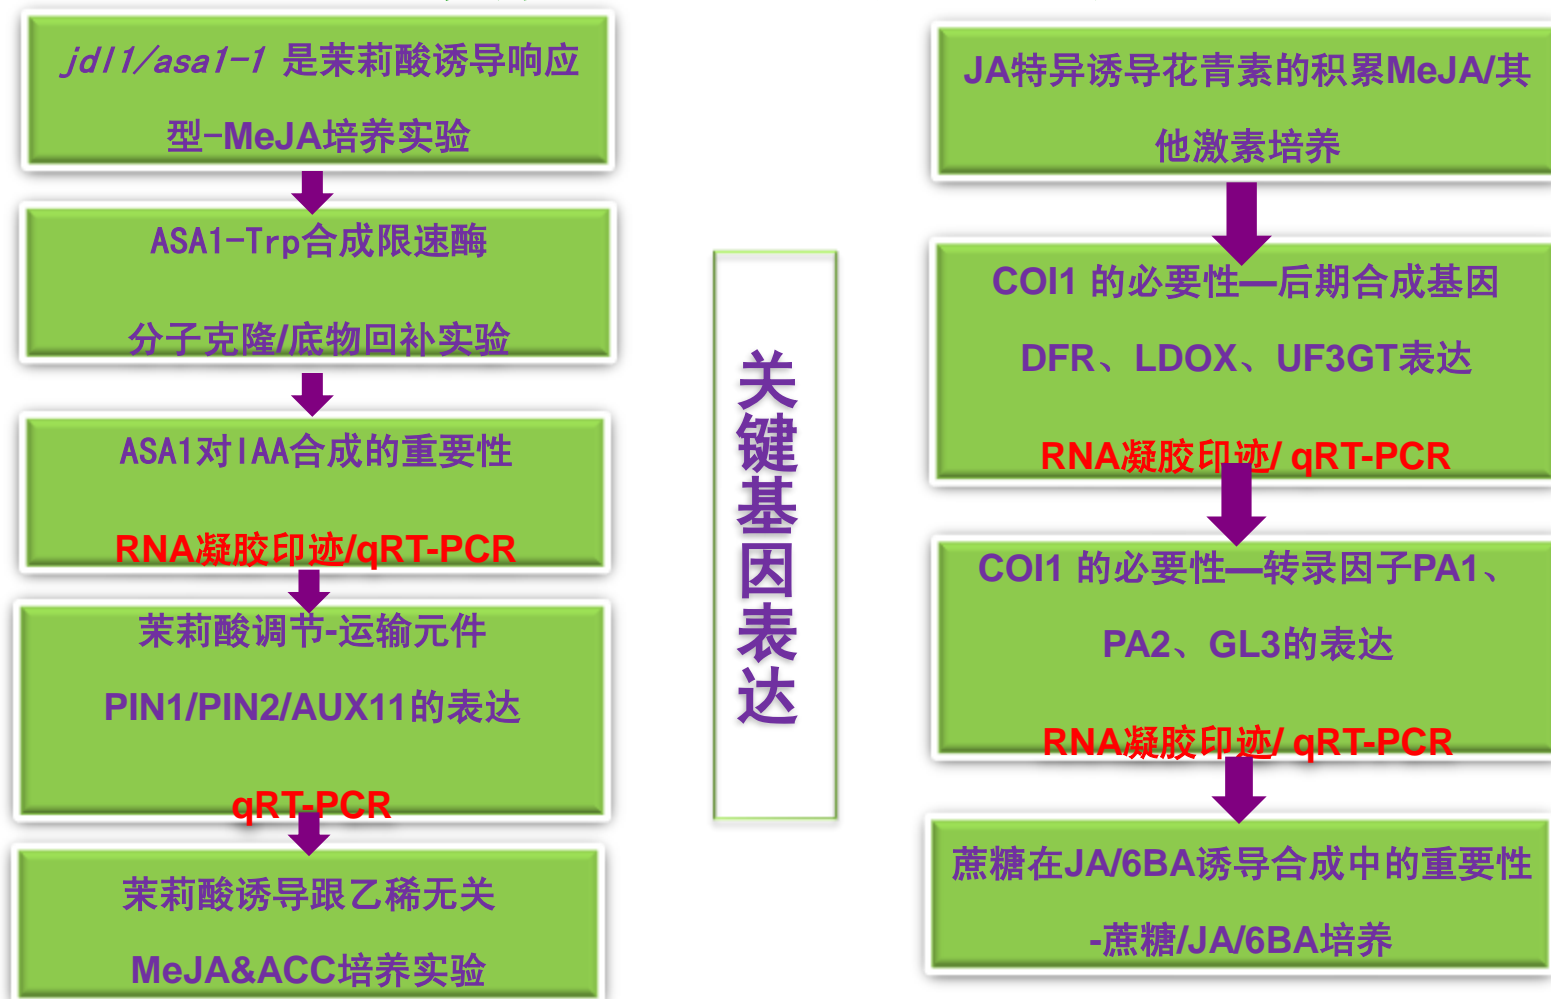 jdl1/asa1-1 是茉莉酸诱导响应
型-MeJA培养实验
ASA1-Trp合成限速酶
分子克隆/底物回补实验
ASA1对IAA合成的重要性
RNA凝胶印迹/qRT-PCR
茉莉酸调节-运输元件
PIN1/PIN2/AUX11的表达
qRT-PCR
茉莉酸诱导跟乙稀无关
MeJA&ACC培养实验
关键基因表达
JA特异诱导花青素的积累MeJA/其
他激素培养
COI1 的必要性—后期合成基因
DFR、LDOX、UF3GT表达
RNA凝胶印迹/ qRT-PCR
COI1 的必要性—转录因子PA1、
PA2、GL3的表达
RNA凝胶印迹/ qRT-PCR
蔗糖在JA/6BA诱导合成中的重要性
-蔗糖/JA/6BA培养